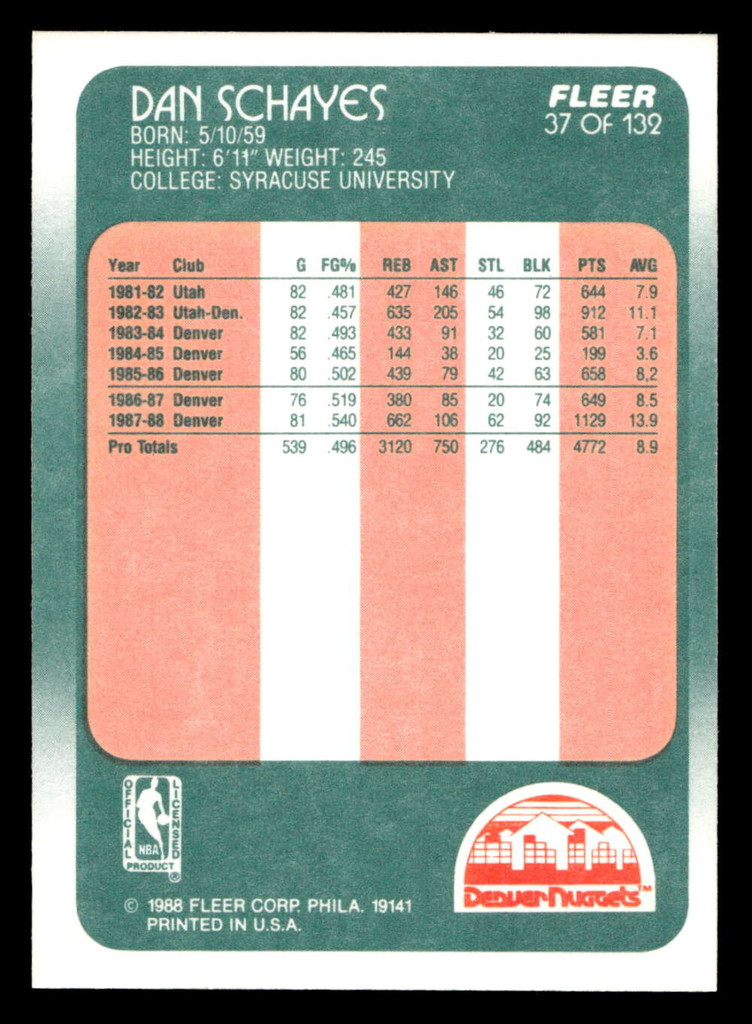 DAN SCHAYES
FLEER
37 OF 132
BORN: 5/10/59
HEIGHT: 6'11" WEIGHT: 245
COLLEGE: SYRACUSE UNIVERSITY
Year Club G FG% REB AST STL BLK PTS AVG
1981-82 Utah 82 .481 427 146 46 72 644 7.9
1982-83 Utah-Den. 82 .457 635 205 54 98 912 11.1
1983-84 Denver 82 .493 433 91 32 60 581 7.1
1984-85 Denver 56 .465 144 38 20 25 199 3.6
1985-86 Denver 80 .502 439 79 42 63 658 8,2
1986-87 Denver 76 .519 380 85 20 74 649 8.5
1987-88 Denver 81 .540 662 106 62 92 1129 13.9
Pro Totals 539 .496 3120 750 276 484 4772 8.9
OFFICIAL
LICENSED
NBA
PRODUCT
®
Denver Nuggets™
© 1988 FLEER CORP. PHILA. 19141
PRINTED IN U.S.A.